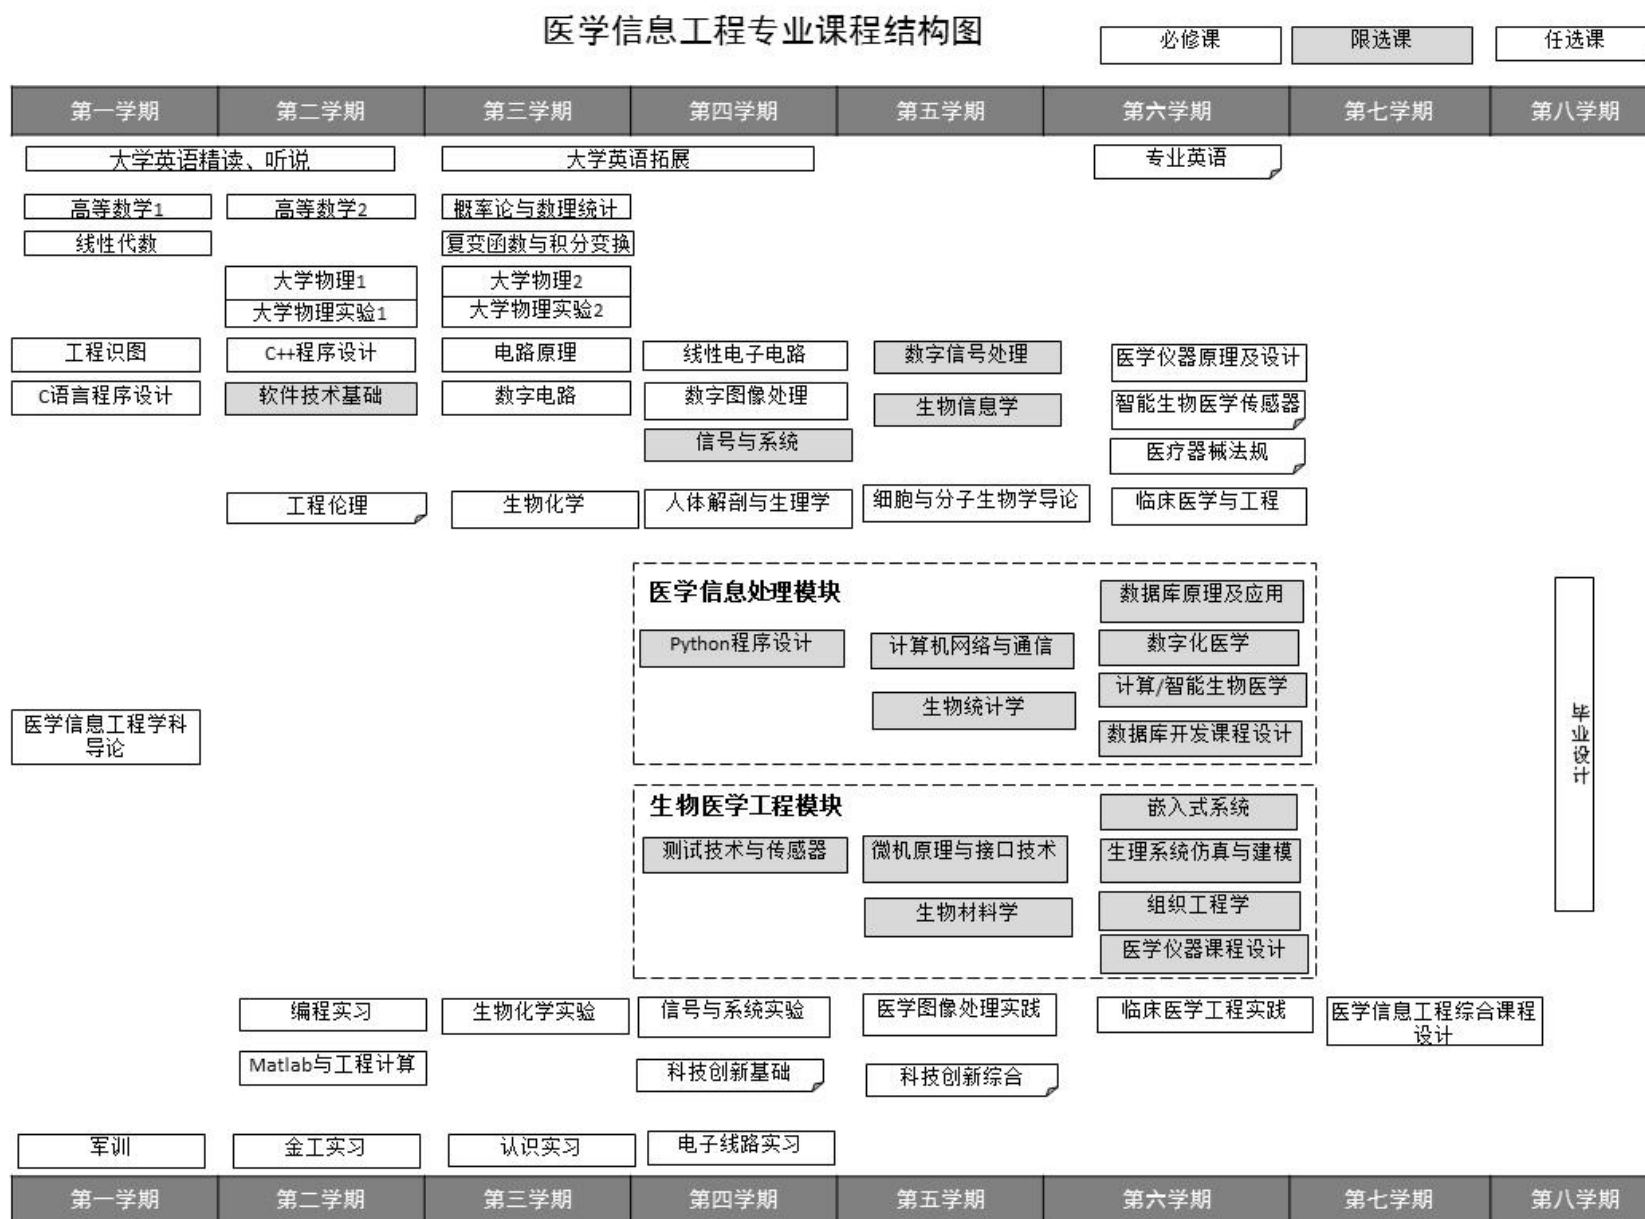 医学信息工程专业课程结构图
必修课 限选课 任选课
第一学期 第二学期 第三学期 第四学期 第五学期 第六学期 第七学期 第八学期
大学英语精读、听说 大学英语拓展 专业英语
高等数学1 高等数学2 概率论与数理统计
线性代数 复变函数与积分变换
大学物理1 大学物理2
大学物理实验1 大学物理实验2
工程识图 C++程序设计 电路原理 线性电子电路 数字信号处理 医学仪器原理及设计
C语言程序设计 软件技术基础 数字电路 数字图像处理 生物信息学 智能生物医学传感器
信号与系统 医疗器械法规
工程伦理 生物化学 人体解剖与生理学 细胞与分子生物学导论 临床医学与工程
医学信息处理模块 数据库原理及应用
Python程序设计 计算机网络与通信 数字化医学
计算/智能生物医学
生物统计学
数据库开发课程设计
医学信息工程学科
导论
毕业设计
生物医学工程模块 嵌入式系统
测试技术与传感器 微机原理与接口技术 生理系统仿真与建模
生物材料学 组织工程学
医学仪器课程设计
编程实习 生物化学实验 信号与系统实验 医学图像处理实践 临床医学工程实践 医学信息工程综合课程
设计
Matlab与工程计算 科技创新基础 科技创新综合
军训 金工实习 认识实习 电子线路实习
第一学期 第二学期 第三学期 第四学期 第五学期 第六学期 第七学期 第八学期